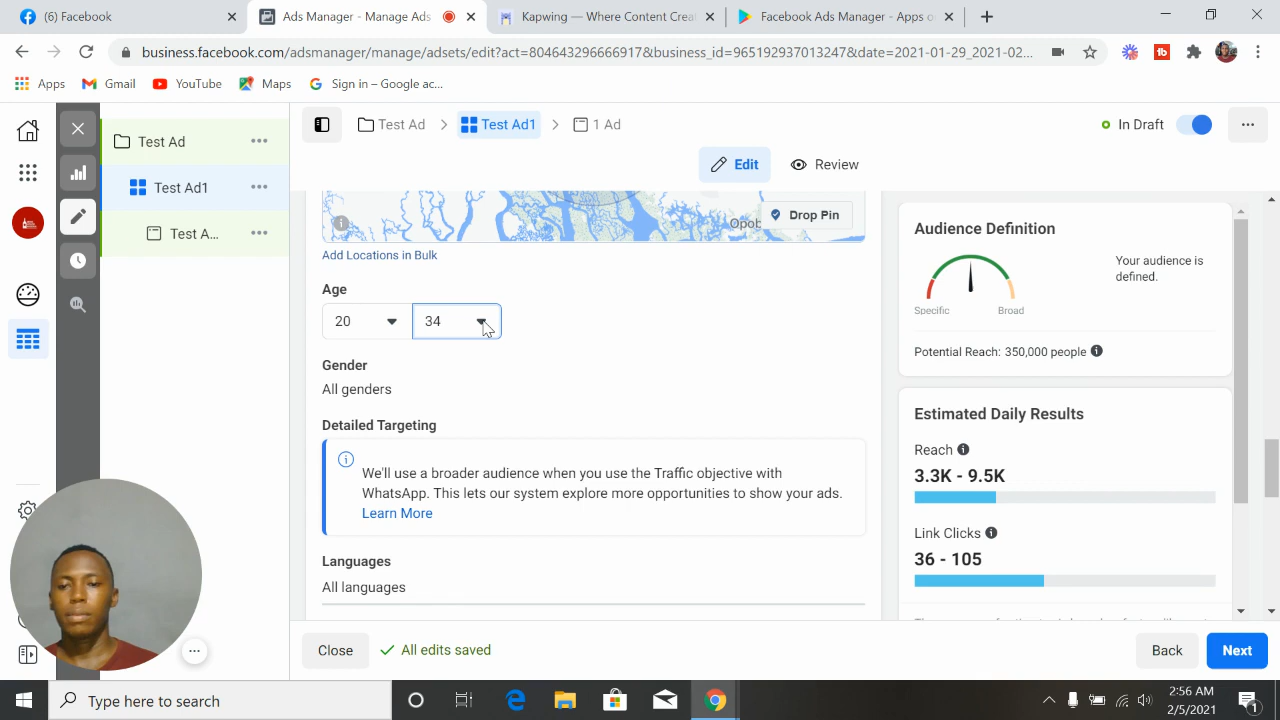 Facebook
Ads Manager - Manage Ads
Kapwing — Where Content Crea
Facebook Ads Manager - Apps o
business.facebook.com/adsmanager/manage/adsets/edit?act=804643296666917&business_id=965192937013247&date=2021-01-29_2021-02...
Apps
Gmail
YouTube
Maps
Sign in – Google ac...
Test Ad
Test Ad1
Test A...
Test Ad
Test Ad1
1 Ad
In Draft
Edit
Review
Opob
Drop Pin
Add Locations in Bulk
Age
20
34
Gender
All genders
Detailed Targeting
We'll use a broader audience when you use the Traffic objective with
WhatsApp. This lets our system explore more opportunities to show your ads.
Learn More
Languages
All languages
Audience Definition
Your audience is
defined.
Specific
Broad
Potential Reach: 350,000 people
Estimated Daily Results
Reach
3.3K - 9.5K
Link Clicks
36 - 105
Close
All edits saved
Back
Next
Type here to search
2:56 AM
2/5/2021
1